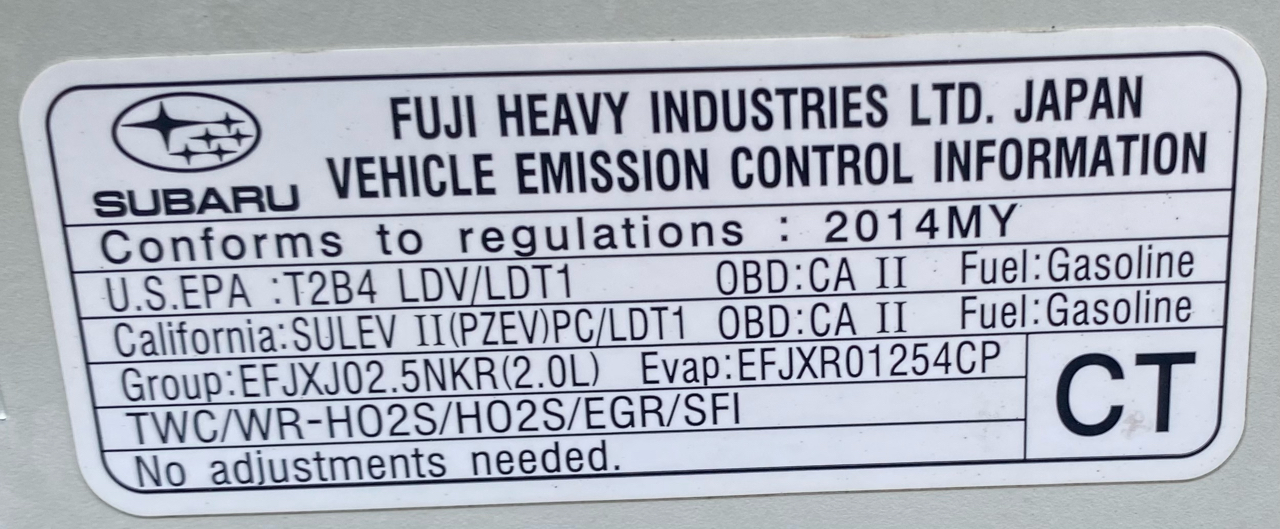 FUJI HEAVY INDUSTRIES LTD. JAPAN
SUBARU VEHICLE EMISSION CONTROL INFORMATION
Conforms to regulations : 2014MY
U.S.EPA :T2B4 LDV/LDT1 OBD:CA II Fuel:Gasoline
California:SULEV II(PZEV)PC/LDT1 OBD:CA II Fuel:Gasoline
Group:EFJXJ02.5NKR(2.0L) Evap:EFJXR01254CP
TWC/WR-HO2S/HO2S/EGR/SFI
CT
No adjustments needed.